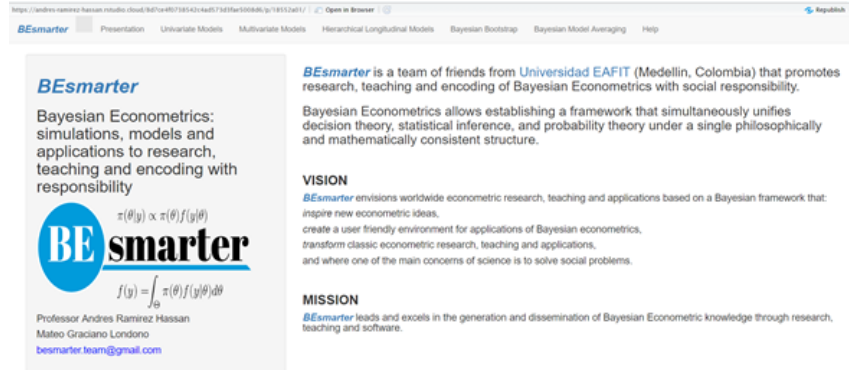 https://andres-ramirez-hassan.rstudio.cloud/ Open in Browser Republish
BEsmarter Presentation Univariate Models Multivariate Models Hierarchical Longitudinal Models Bayesian Bootstrap Bayesian Model Averaging Help
BEsmarter
Bayesian Econometrics:
simulations, models and
applications to research,
teaching and encoding with
responsibility
π(θ|y) ∝ π(θ)f(y|θ)
BE smarter
f(y) = ∫_Θ π(θ)f(y|θ)dθ
Professor Andres Ramirez Hassan
Mateo Graciano Londono
besmarter.team@gmail.com
BEsmarter is a team of friends from Universidad EAFIT (Medellin, Colombia) that promotes
research, teaching and encoding of Bayesian Econometrics with social responsibility.
Bayesian Econometrics allows establishing a framework that simultaneously unifies
decision theory, statistical inference, and probability theory under a single philosophically
and mathematically consistent structure.
VISION
BEsmarter envisions worldwide econometric research, teaching and applications based on a Bayesian framework that:
inspire new econometric ideas,
create a user friendly environment for applications of Bayesian econometrics,
transform classic econometric research, teaching and applications,
and where one of the main concerns of science is to solve social problems.
MISSION
BEsmarter leads and excels in the generation and dissemination of Bayesian Econometric knowledge through research,
teaching and software.